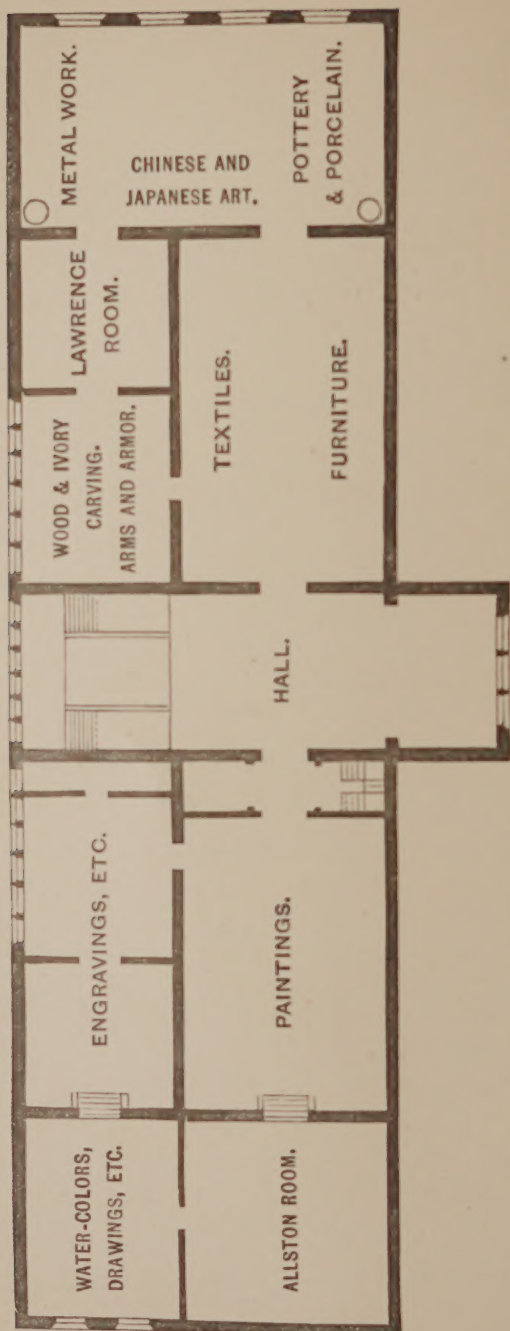 WATER-COLORS,
DRAWINGS, ETC.
ENGRAVINGS, ETC.
WOOD & IVORY
CARVING.
ARMS AND ARMOR.
LAWRENCE
ROOM.
METAL WORK.
CHINESE AND
JAPANESE ART.
POTTERY
& PORCELAIN.
ALLSTON ROOM.
PAINTINGS.
HALL.
TEXTILES.
FURNITURE.